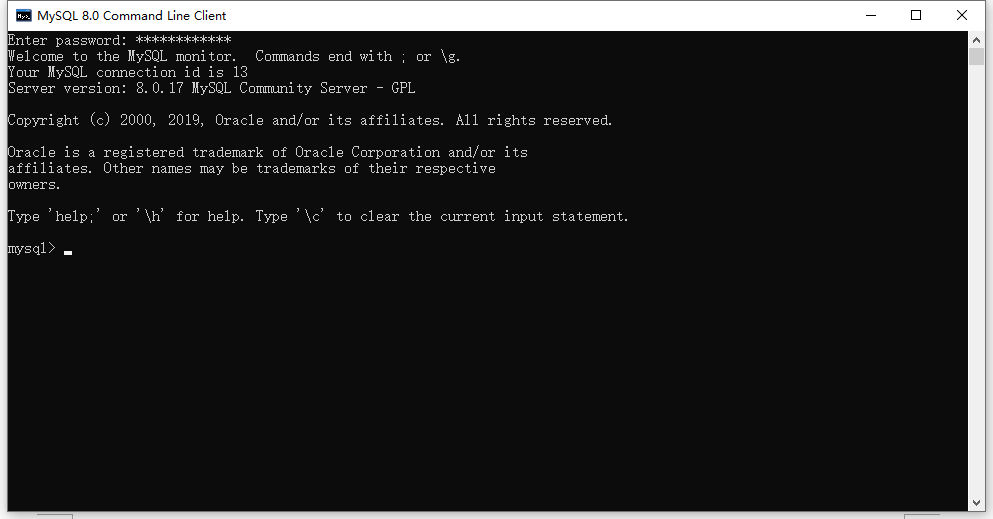 MySQL 8.0 Command Line Client
Enter password: ************
Welcome to the MySQL monitor.  Commands end with ; or \g.
Your MySQL connection id is 13
Server version: 8.0.17 MySQL Community Server - GPL
Copyright (c) 2000, 2019, Oracle and/or its affiliates. All rights reserved.
Oracle is a registered trademark of Oracle Corporation and/or its
affiliates. Other names may be trademarks of their respective
owners.
Type 'help;' or '\h' for help. Type '\c' to clear the current input statement.
mysql>